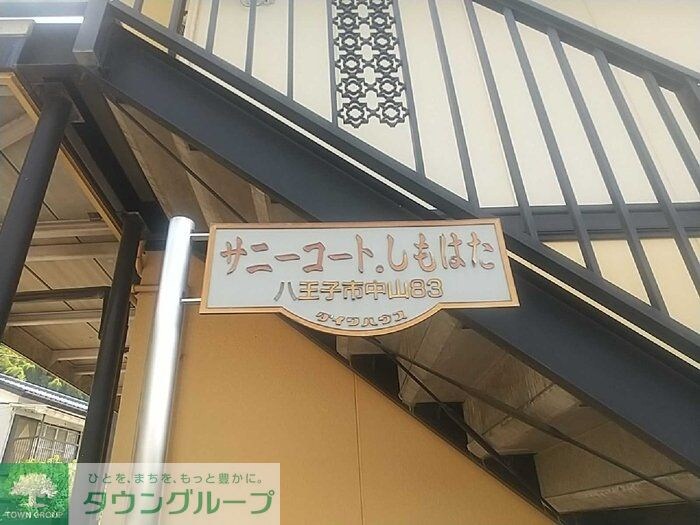 サニーコート.しもはた
八王子市中山83
ダイワハウス
ひとを、まちを、もっと豊かに。
タウングループ
TOWN GROUP